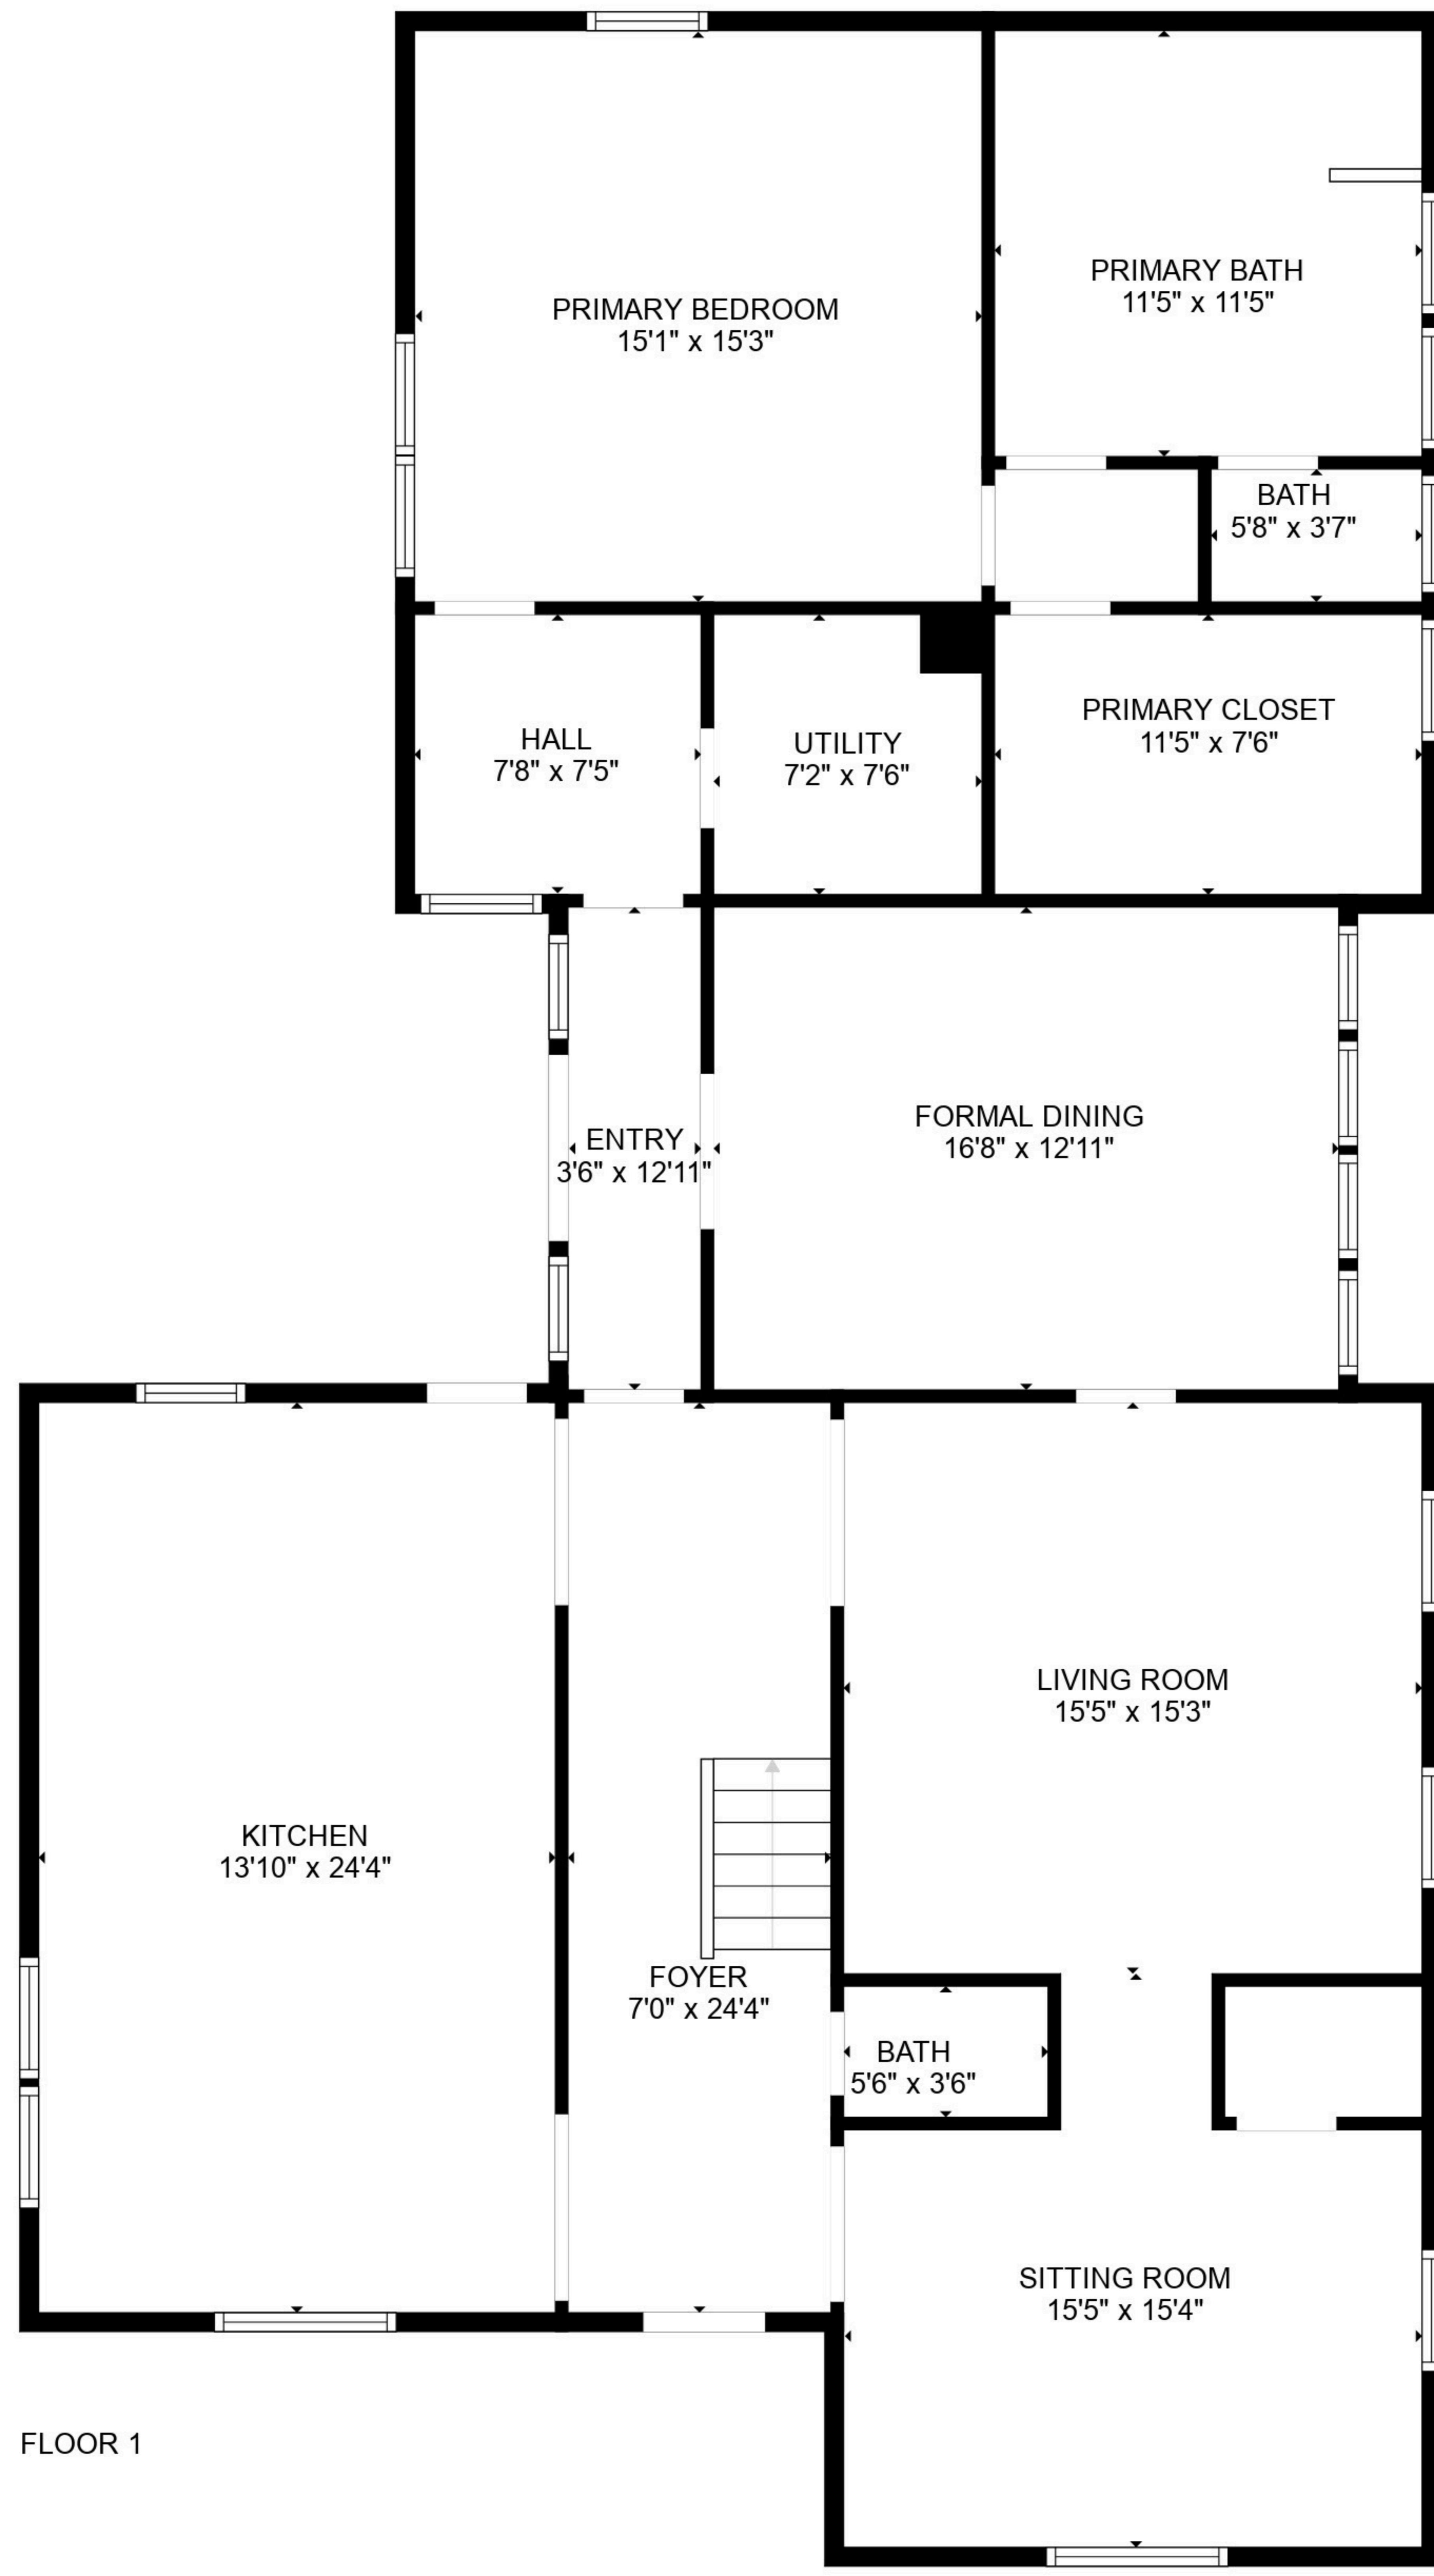 PRIMARY BEDROOM
15'1" x 15'3"
PRIMARY BATH
11'5" x 11'5"
BATH
5'8" x 3'7"
HALL
7'8" x 7'5"
UTILITY
7'2" x 7'6"
PRIMARY CLOSET
11'5" x 7'6"
ENTRY
3'6" x 12'11"
FORMAL DINING
16'8" x 12'11"
LIVING ROOM
15'5" x 15'3"
KITCHEN
13'10" x 24'4"
FOYER
7'0" x 24'4"
BATH
5'6" x 3'6"
SITTING ROOM
15'5" x 15'4"
FLOOR 1